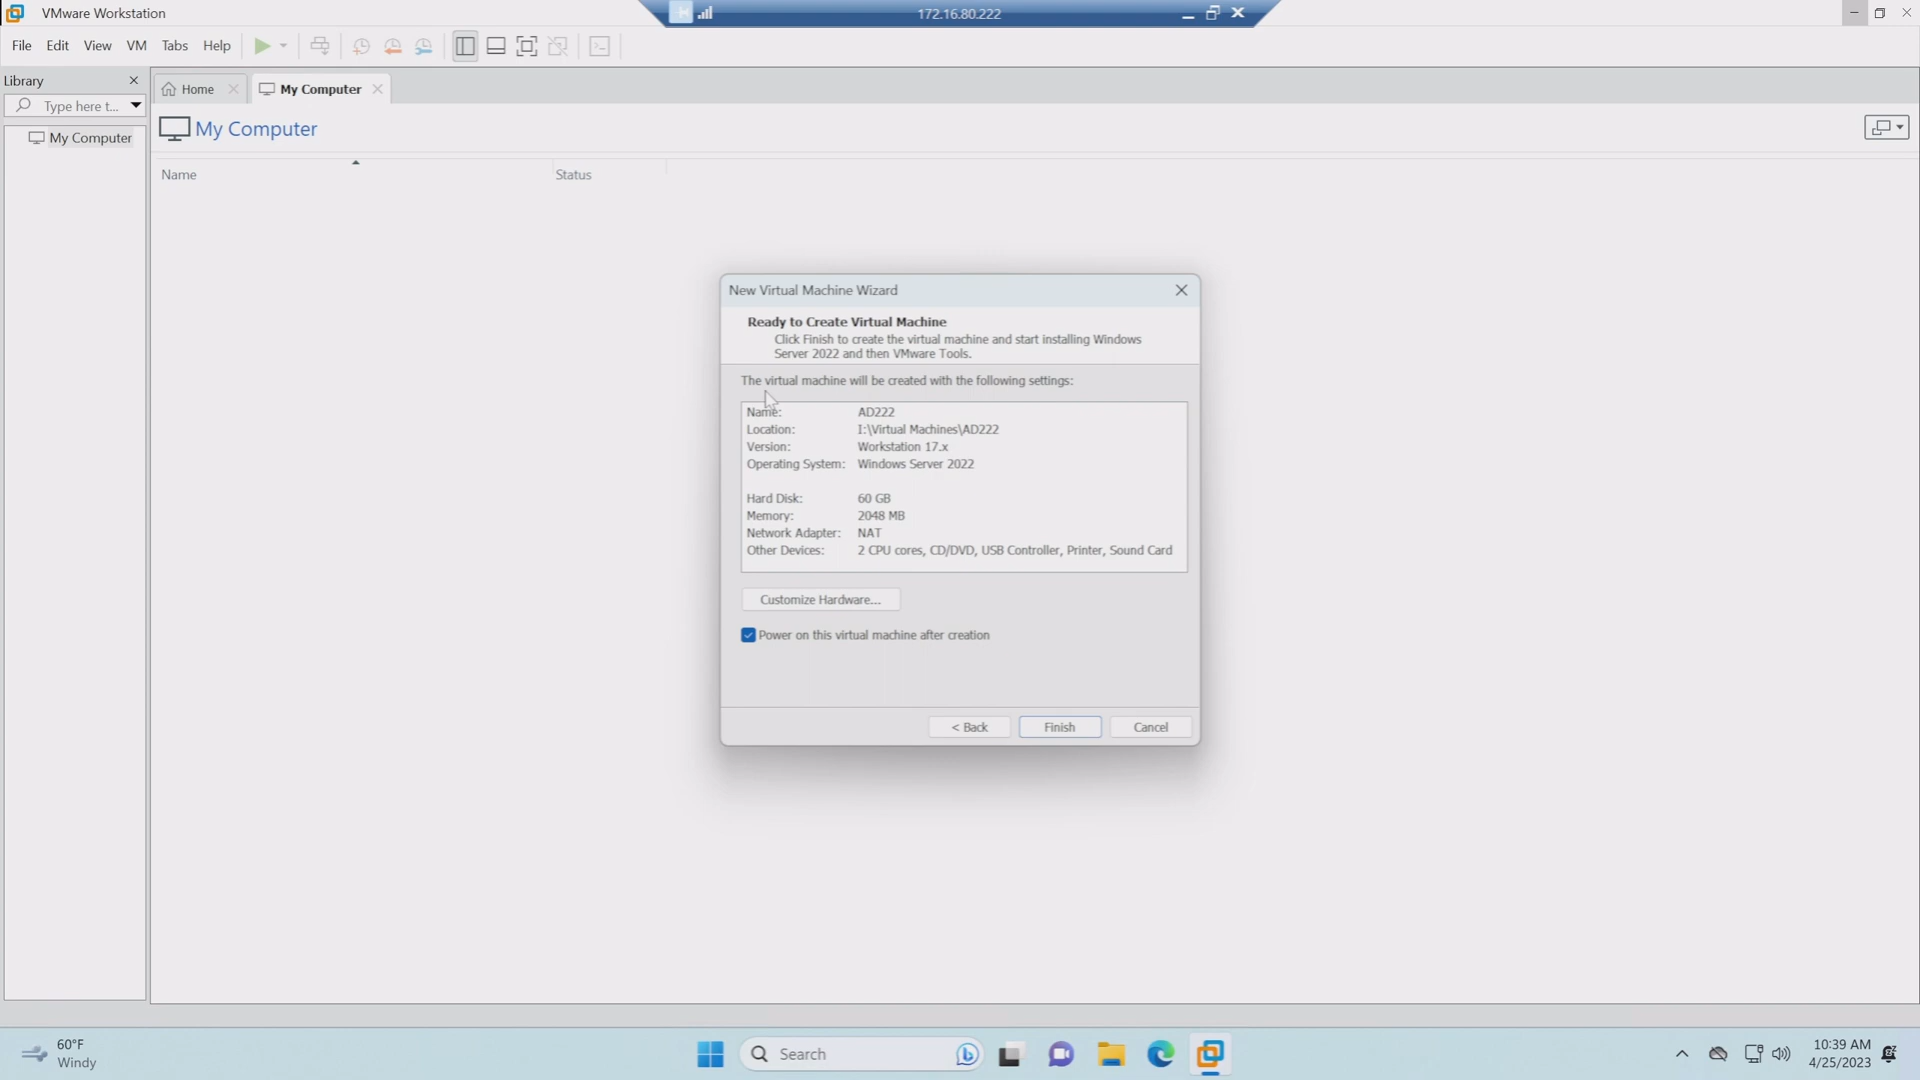 VMware Workstation
172.16.80.222
File Edit View VM Tabs Help
Library
Home
My Computer
Type here t...
My Computer
My Computer
Name
Status
New Virtual Machine Wizard
Ready to Create Virtual Machine
Click Finish to create the virtual machine and start installing Windows
Server 2022 and then VMware Tools.
The virtual machine will be created with the following settings:
Name: AD222
Location: I:\Virtual Machines\AD222
Version: Workstation 17.x
Operating System: Windows Server 2022
Hard Disk: 60 GB
Memory: 2048 MB
Network Adapter: NAT
Other Devices: 2 CPU cores, CD/DVD, USB Controller, Printer, Sound Card
Customize Hardware...
Power on this virtual machine after creation
< Back
Finish
Cancel
60°F
Windy
Search
10:39 AM
4/25/2023